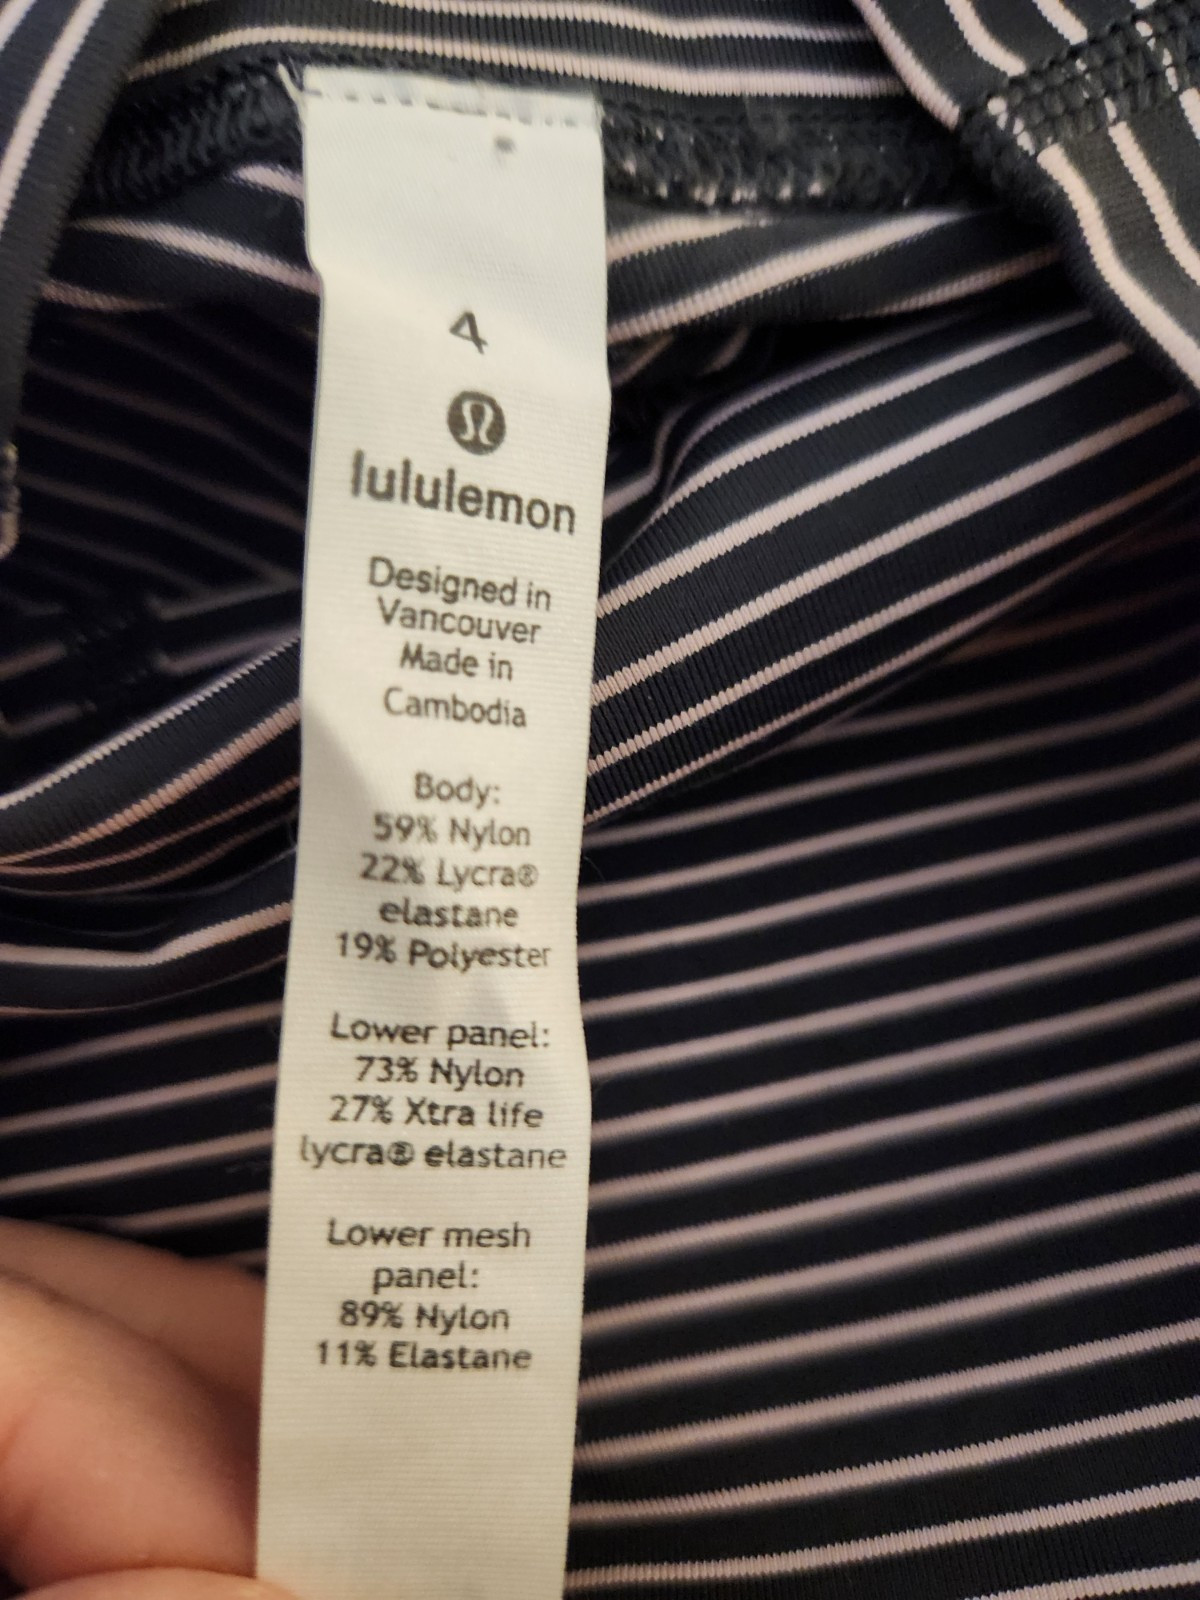 4
lululemon
Designed in
Vancouver
Made in
Cambodia
Body:
59% Nylon
22% Lycra®
elastane
19% Polyester
Lower panel:
73% Nylon
27% Xtra life
lycra® elastane
Lower mesh
panel:
89% Nylon
11% Elastane